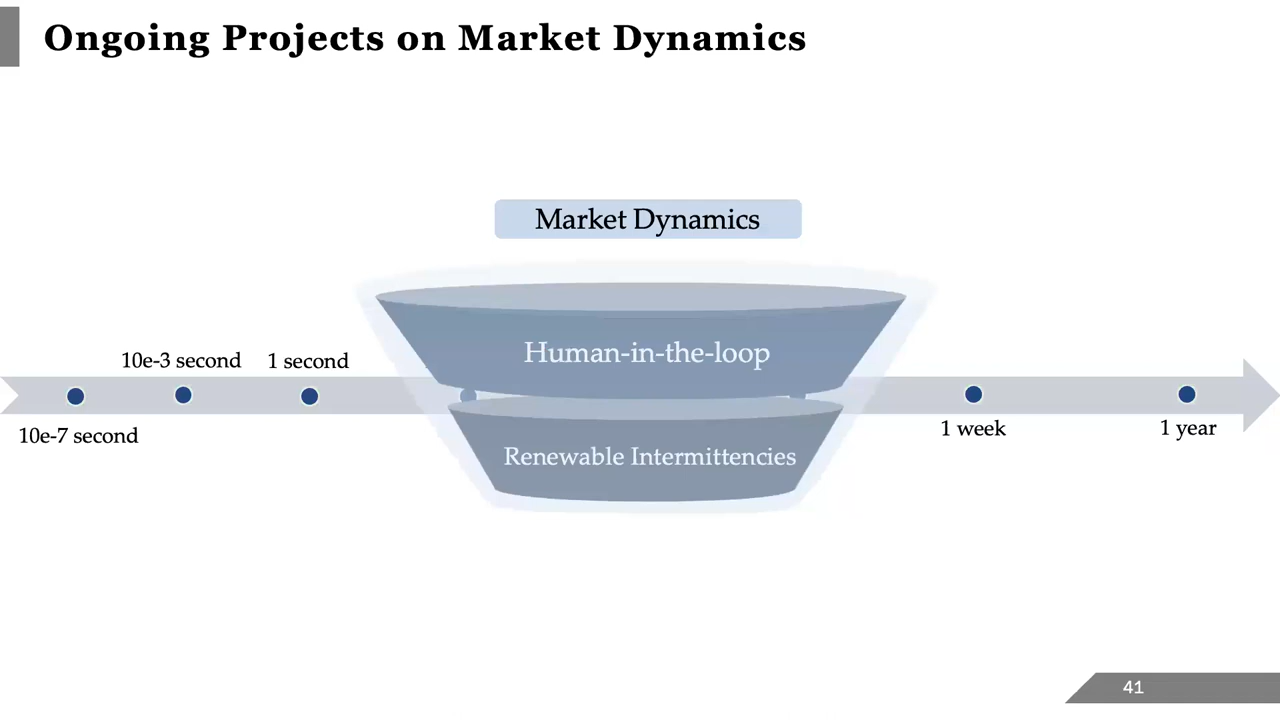 Ongoing Projects on Market Dynamics
Market Dynamics
Human-in-the-loop
10e-3 second
1 second
10e-7 second
1 week
1 year
Renewable Intermittencies
41